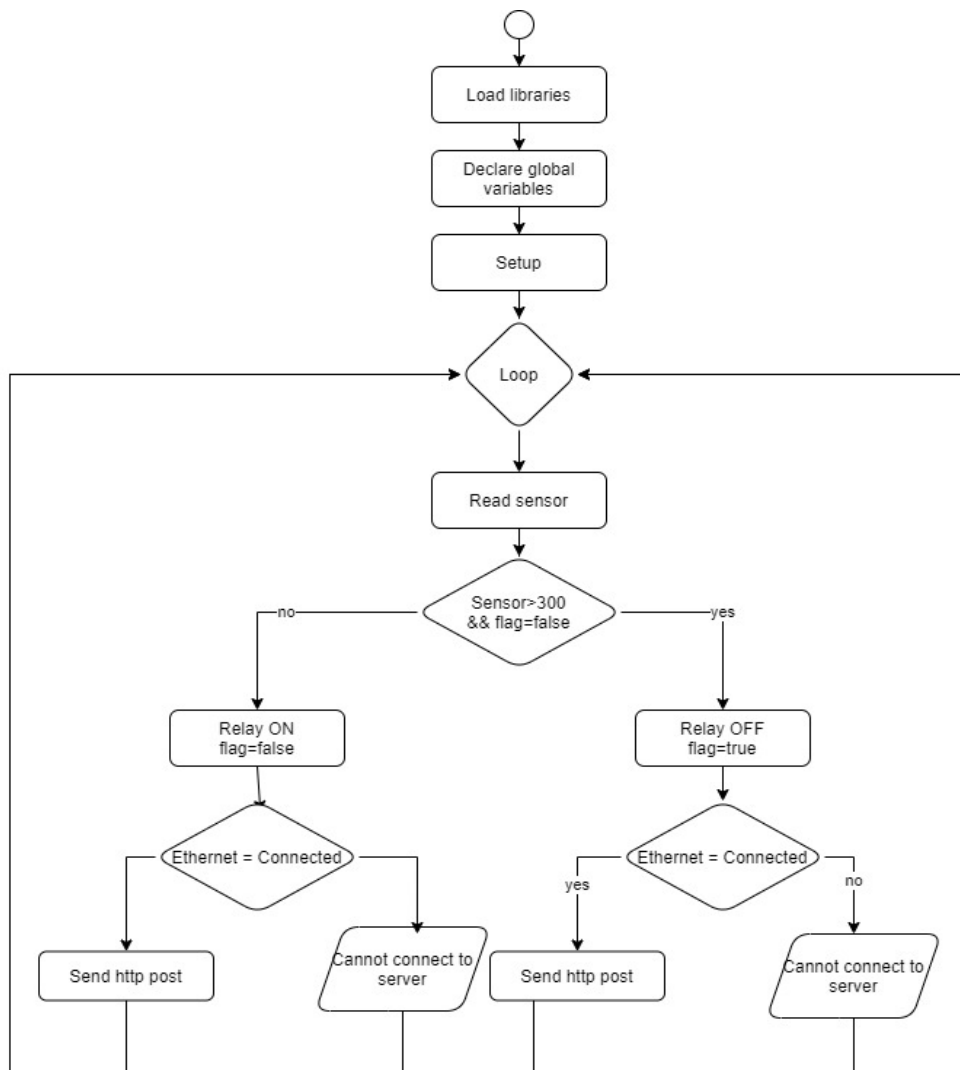 Load libraries
Declare global
variables
Setup
Loop
Read sensor
Sensor>300
&& flag=false
no
yes
Relay ON
flag=false
Relay OFF
flag=true
Ethernet = Connected
Ethernet = Connected
yes
no
Send http post
Cannot connect to
server
Send http post
Cannot connect to
server